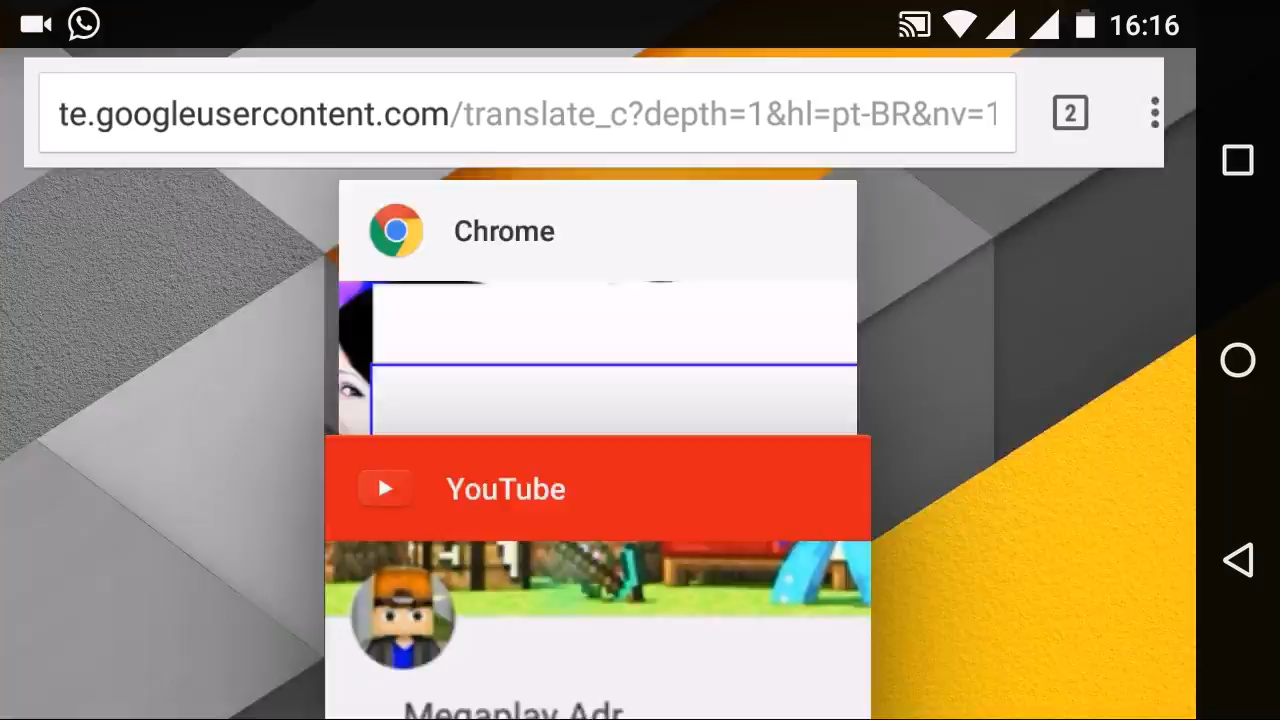 16:16
te.googleusercontent.com/translate_c?depth=1&hl=pt-BR&nv=1
2
Chrome
YouTube
Megaplay Adr